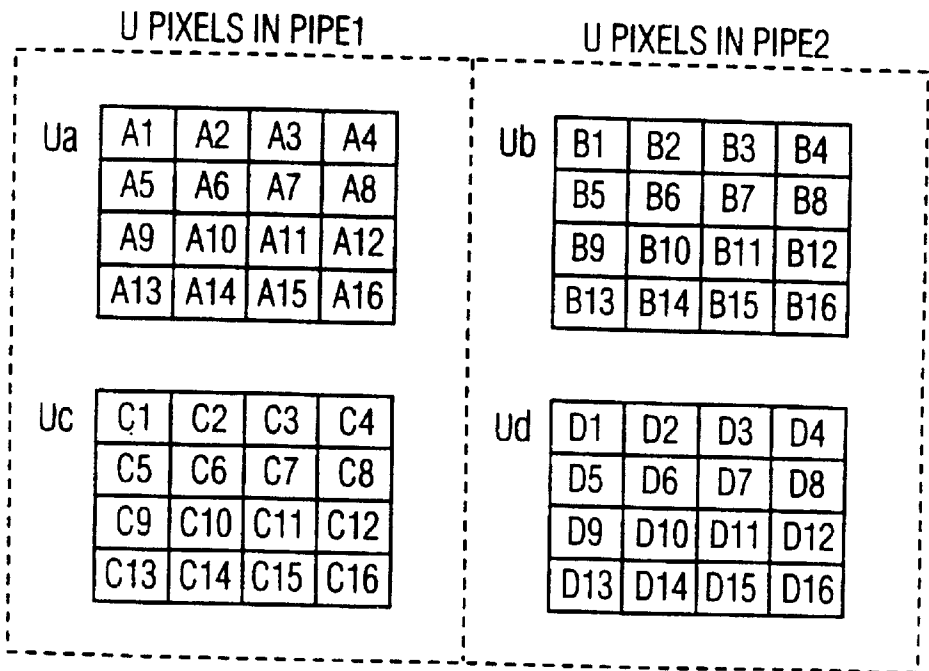 U PIXELS IN PIPE1
U PIXELS IN PIPE2
Ua
A1 A2 A3 A4
A5 A6 A7 A8
A9 A10 A11 A12
A13 A14 A15 A16
Ub
B1 B2 B3 B4
B5 B6 B7 B8
B9 B10 B11 B12
B13 B14 B15 B16
Uc
C1 C2 C3 C4
C5 C6 C7 C8
C9 C10 C11 C12
C13 C14 C15 C16
Ud
D1 D2 D3 D4
D5 D6 D7 D8
D9 D10 D11 D12
D13 D14 D15 D16